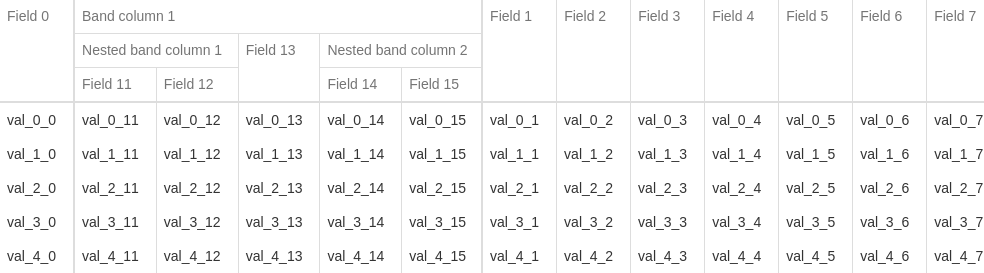 Field 0 Band column 1 Field 1 Field 2 Field 3 Field 4 Field 5 Field 6 Field 7
Nested band column 1 Field 13 Nested band column 2
Field 11 Field 12 Field 14 Field 15
val_0_0 val_0_11 val_0_12 val_0_13 val_0_14 val_0_15 val_0_1 val_0_2 val_0_3 val_0_4 val_0_5 val_0_6 val_0_7
val_1_0 val_1_11 val_1_12 val_1_13 val_1_14 val_1_15 val_1_1 val_1_2 val_1_3 val_1_4 val_1_5 val_1_6 val_1_7
val_2_0 val_2_11 val_2_12 val_2_13 val_2_14 val_2_15 val_2_1 val_2_2 val_2_3 val_2_4 val_2_5 val_2_6 val_2_7
val_3_0 val_3_11 val_3_12 val_3_13 val_3_14 val_3_15 val_3_1 val_3_2 val_3_3 val_3_4 val_3_5 val_3_6 val_3_7
val_4_0 val_4_11 val_4_12 val_4_13 val_4_14 val_4_15 val_4_1 val_4_2 val_4_3 val_4_4 val_4_5 val_4_6 val_4_7